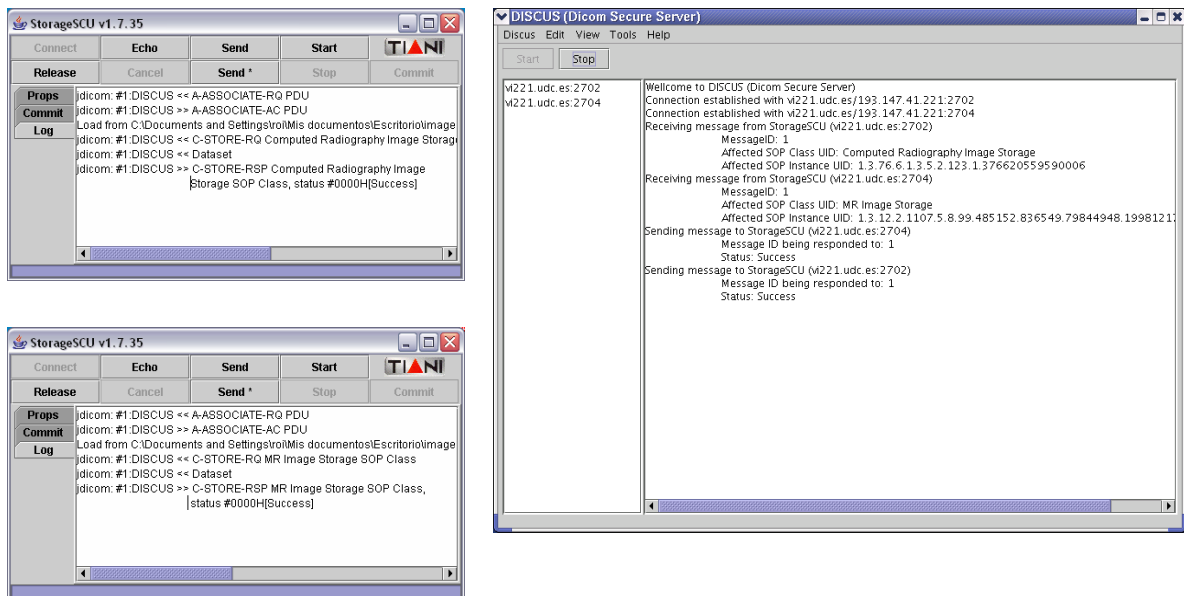 StorageSCU v1.7.35
Connect Echo Send Start TIANI
Release Cancel Send * Stop Commit
Props
Commit
Log
jdicom: #1:DISCUS << A-ASSOCIATE-RQ PDU
jdicom: #1:DISCUS >> A-ASSOCIATE-AC PDU
Load from C:\Documents and Settings\roi\Mis documentos\Escritorio\image
jdicom: #1:DISCUS << C-STORE-RQ Computed Radiography Image Storag
jdicom: #1:DISCUS << Dataset
jdicom: #1:DISCUS >> C-STORE-RSP Computed Radiography Image
Storage SOP Class, status #0000H[Success]
StorageSCU v1.7.35
Connect Echo Send Start TIANI
Release Cancel Send * Stop Commit
Props
Commit
Log
jdicom: #1:DISCUS << A-ASSOCIATE-RQ PDU
jdicom: #1:DISCUS >> A-ASSOCIATE-AC PDU
Load from C:\Documents and Settings\roi\Mis documentos\Escritorio\image
jdicom: #1:DISCUS << C-STORE-RQ MR Image Storage SOP Class
jdicom: #1:DISCUS << Dataset
jdicom: #1:DISCUS >> C-STORE-RSP MR Image Storage SOP Class,
status #0000H[Success]
DISCUS (Dicom Secure Server)
Discus Edit View Tools Help
Start Stop
vi221.udc.es:2702
vi221.udc.es:2704
Wellcome to DISCUS (Dicom Secure Server)
Connection established with vi221.udc.es/193.147.41.221:2702
Connection established with vi221.udc.es/193.147.41.221:2704
Receiving message from StorageSCU (vi221.udc.es:2702)
MessageID: 1
Affected SOP Class UID: Computed Radiography Image Storage
Affected SOP Instance UID: 1.3.76.6.1.3.5.2.123.1.376620559590006
Receiving message from StorageSCU (vi221.udc.es:2704)
MessageID: 1
Affected SOP Class UID: MR Image Storage
Affected SOP Instance UID: 1.3.12.2.1107.5.8.99.485152.836549.79844948.19981217
Sending message to StorageSCU (vi221.udc.es:2704)
Message ID being responded to: 1
Status: Success
Sending message to StorageSCU (vi221.udc.es:2702)
Message ID being responded to: 1
Status: Success